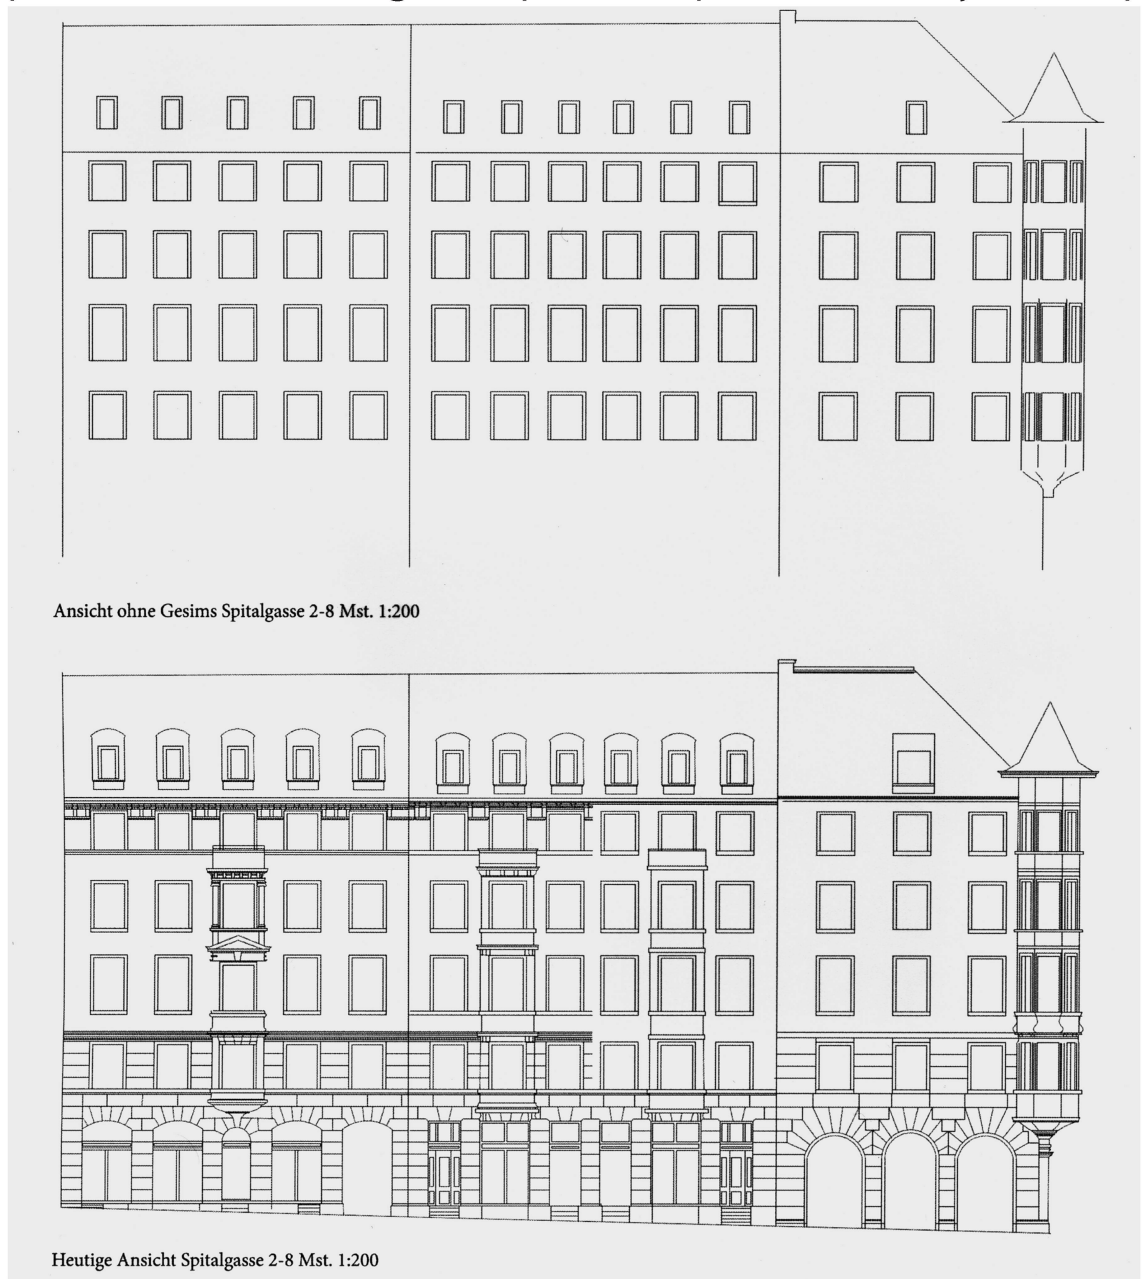 Ansicht ohne Gesims Spitalgasse 2-8 Mst. 1:200
Heutige Ansicht Spitalgasse 2-8 Mst. 1:200